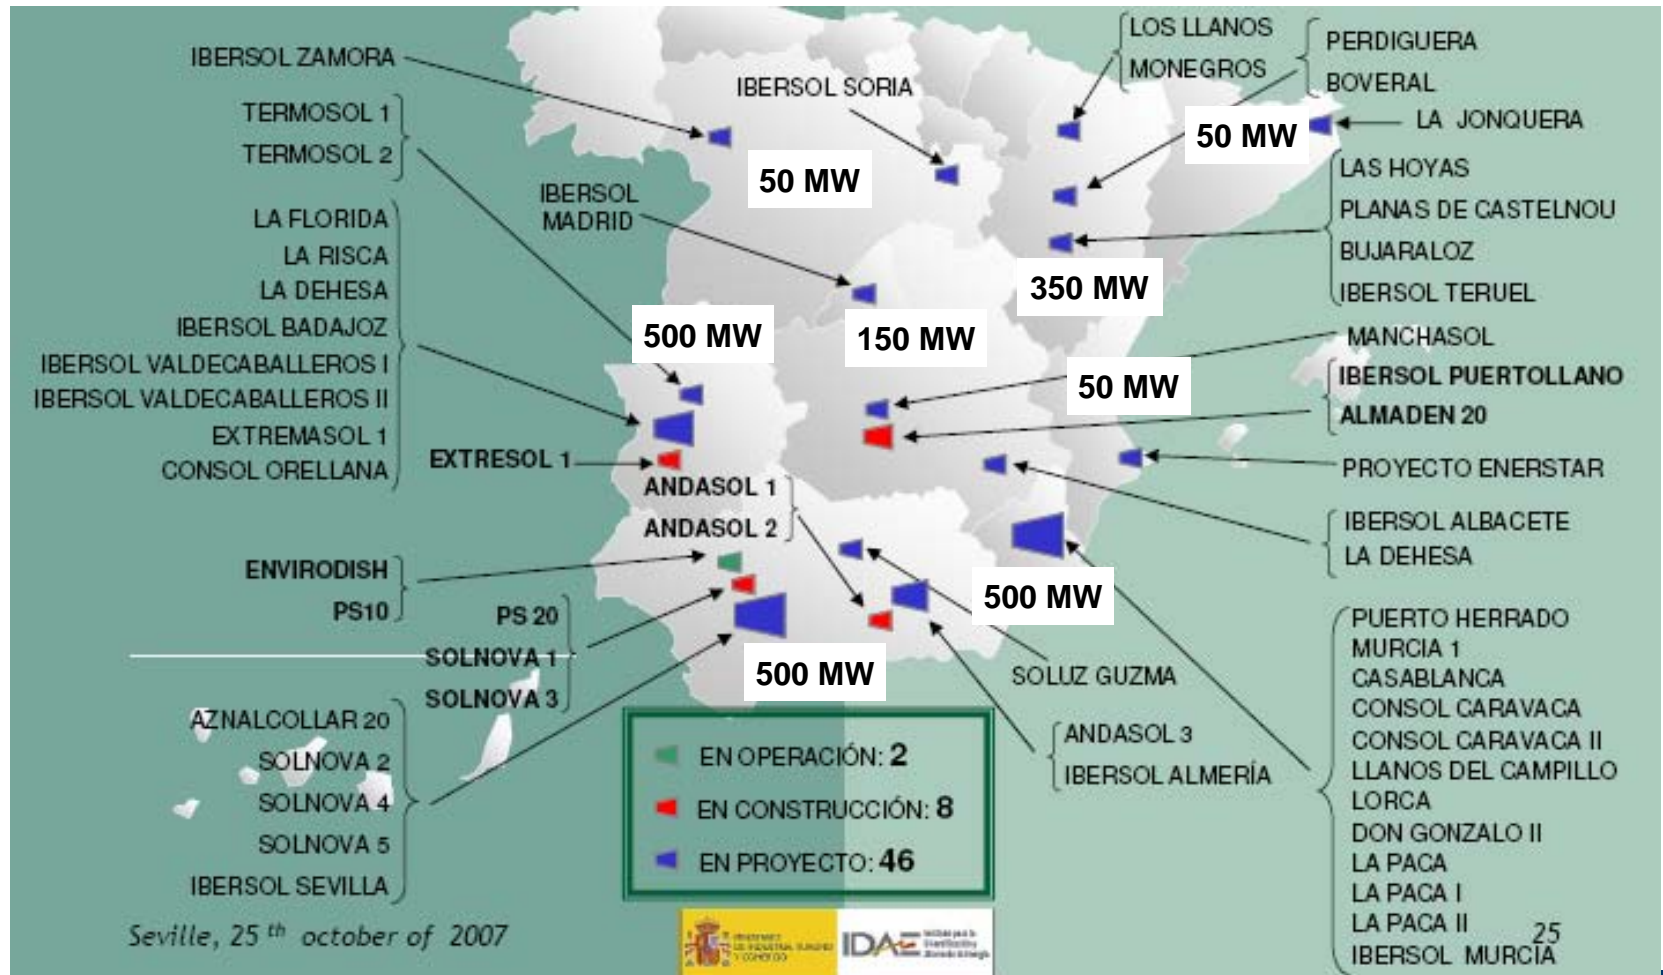 IBERSOL ZAMORA
TERMOSOL 1
TERMOSOL 2
LA FLORIDA
LA RISCA
LA DEHESA
IBERSOL BADAJOZ
IBERSOL VALDECABALLEROS I
IBERSOL VALDECABALLEROS II
EXTREMASOL 1
CONSOL ORELLANA
EXTRESOL 1
ANDASOL 1
ANDASOL 2
ENVIRODISH
PS10
PS 20
SOLNOVA 1
SOLNOVA 3
AZNALCOLLAR 20
SOLNOVA 2
SOLNOVA 4
SOLNOVA 5
IBERSOL SEVILLA
IBERSOL SORIA
IBERSOL
MADRID
50 MW
500 MW
150 MW
350 MW
50 MW
50 MW
500 MW
500 MW
LOS LLANOS
MONEGROS
PERDIGUERA
BOVERAL
LA JONQUERA
LAS HOYAS
PLANAS DE CASTELNOU
BUJARALOZ
IBERSOL TERUEL
MANCHASOL
IBERSOL PUERTOLLANO
ALMADEN 20
PROYECTO ENERSTAR
IBERSOL ALBACETE
LA DEHESA
SOLUZ GUZMA
ANDASOL 3
IBERSOL ALMERÍA
PUERTO HERRADO
MURCIA 1
CASABLANCA
CONSOL CARAVACA
CONSOL CARAVACA II
LLANOS DEL CAMPILLO
LORCA
DON GONZALO II
LA PACA
LA PACA I
LA PACA II
IBERSOL MURCIA
EN OPERACIÓN: 2
EN CONSTRUCCIÓN: 8
EN PROYECTO: 46
Seville, 25 th october of 2007
MINISTERIO
DE INDUSTRIA, TURISMO
Y COMERCIO
IDAE
25